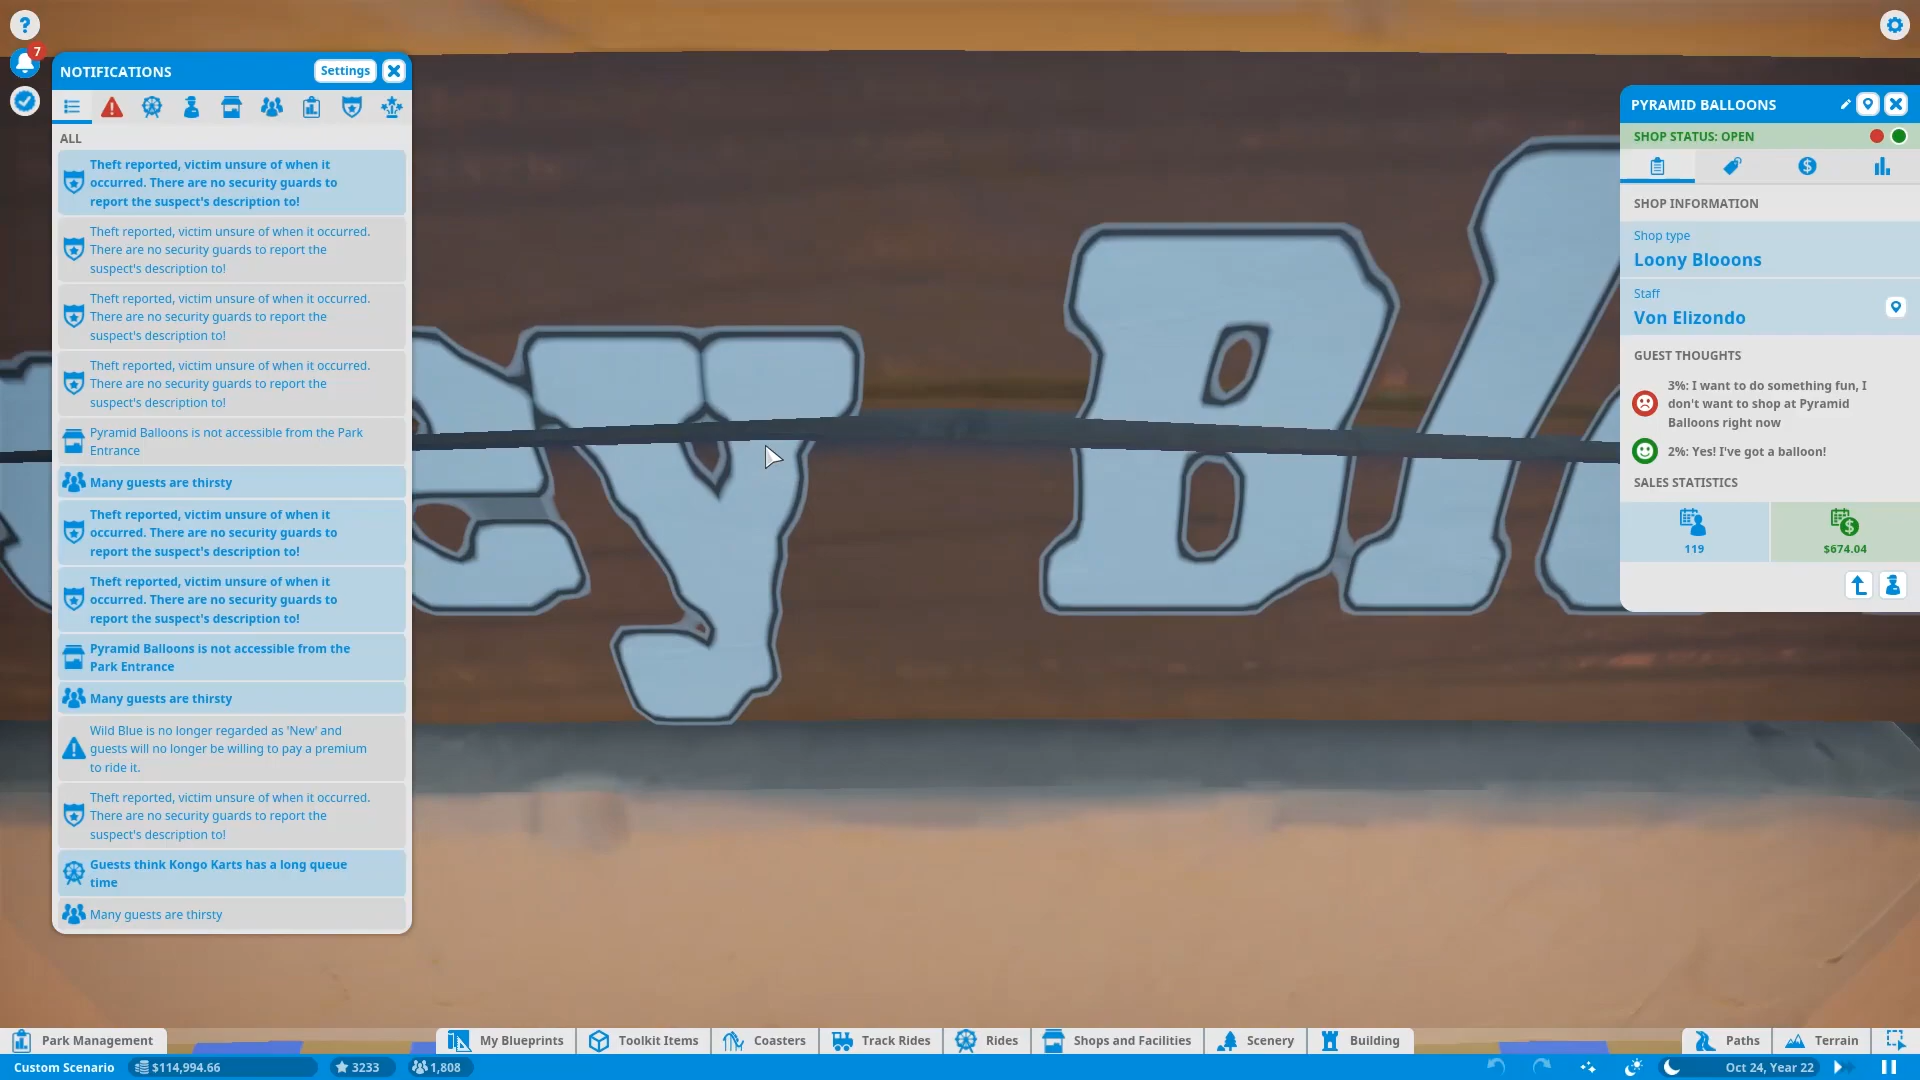 7
NOTIFICATIONS
Settings
ALL
Theft reported, victim unsure of when it
occurred. There are no security guards to
report the suspect's description to!
Theft reported, victim unsure of when it occurred.
There are no security guards to report the
suspect's description to!
Theft reported, victim unsure of when it occurred.
There are no security guards to report the
suspect's description to!
Theft reported, victim unsure of when it occurred.
There are no security guards to report the
suspect's description to!
Pyramid Balloons is not accessible from the Park
Entrance
Many guests are thirsty
Theft reported, victim unsure of when it
occurred. There are no security guards to
report the suspect's description to!
Theft reported, victim unsure of when it
occurred. There are no security guards to
report the suspect's description to!
Pyramid Balloons is not accessible from the
Park Entrance
Many guests are thirsty
Wild Blue is no longer regarded as 'New' and
guests will no longer be willing to pay a premium
to ride it.
Theft reported, victim unsure of when it occurred.
There are no security guards to report the
suspect's description to!
Guests think Kongo Karts has a long queue
time
Many guests are thirsty
PYRAMID BALLOONS
SHOP STATUS: OPEN
SHOP INFORMATION
Shop type
Loony Blooons
Staff
Von Elizondo
GUEST THOUGHTS
3%: I want to do something fun, I
don't want to shop at Pyramid
Balloons right now
2%: Yes! I've got a balloon!
SALES STATISTICS
119
$674.04
Park Management
My Blueprints
Toolkit Items
Coasters
Track Rides
Rides
Shops and Facilities
Scenery
Building
Paths
Terrain
Custom Scenario
$114,994.66
3233
1,808
Oct 24, Year 22